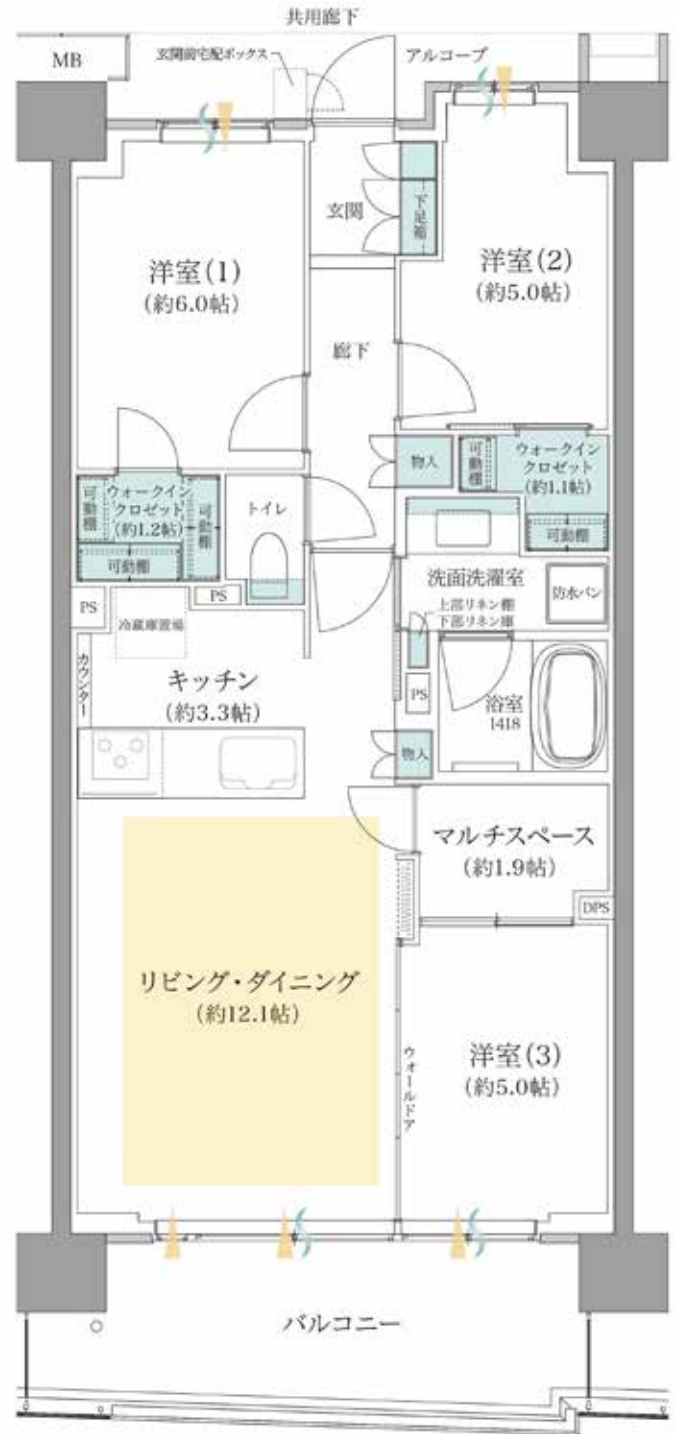 共用廊下
MB
玄関前宅配ボックス
アルコーブ
玄関
下足箱
洋室(1)
(約6.0帖)
洋室(2)
(約5.0帖)
廊下
物入
可動棚
ウォークイン
クロゼット
(約1.1帖)
可動棚
可動棚
ウォークイン
クロゼット
(約1.2帖)
可動棚
可動棚
トイレ
洗面洗濯室
防水パン
上部リネン棚
下部リネン庫
PS
PS
冷蔵庫置場
カウンター
キッチン
(約3.3帖)
PS
浴室
1418
物入
マルチスペース
(約1.9帖)
DPS
リビング・ダイニング
(約12.1帖)
ウォールドア
洋室(3)
(約5.0帖)
バルコニー